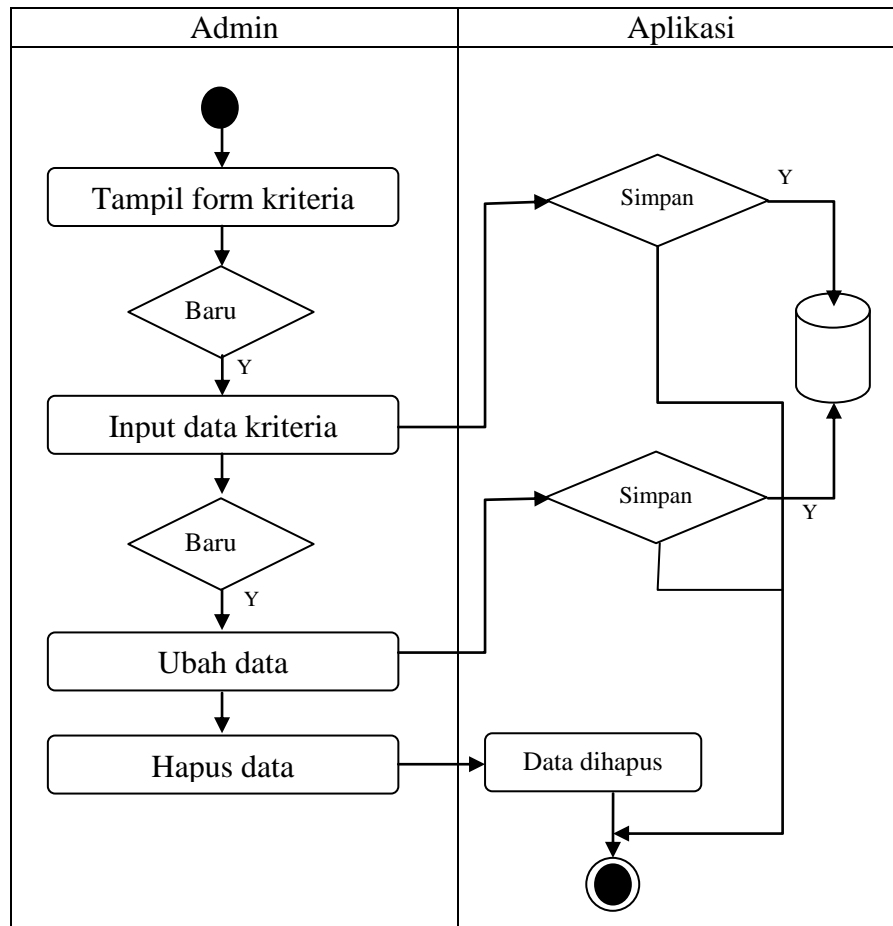 Admin
Aplikasi
Tampil form kriteria
Simpan
Y
Baru
Y
Input data kriteria
Simpan
Y
Baru
Y
Ubah data
Hapus data
Data dihapus